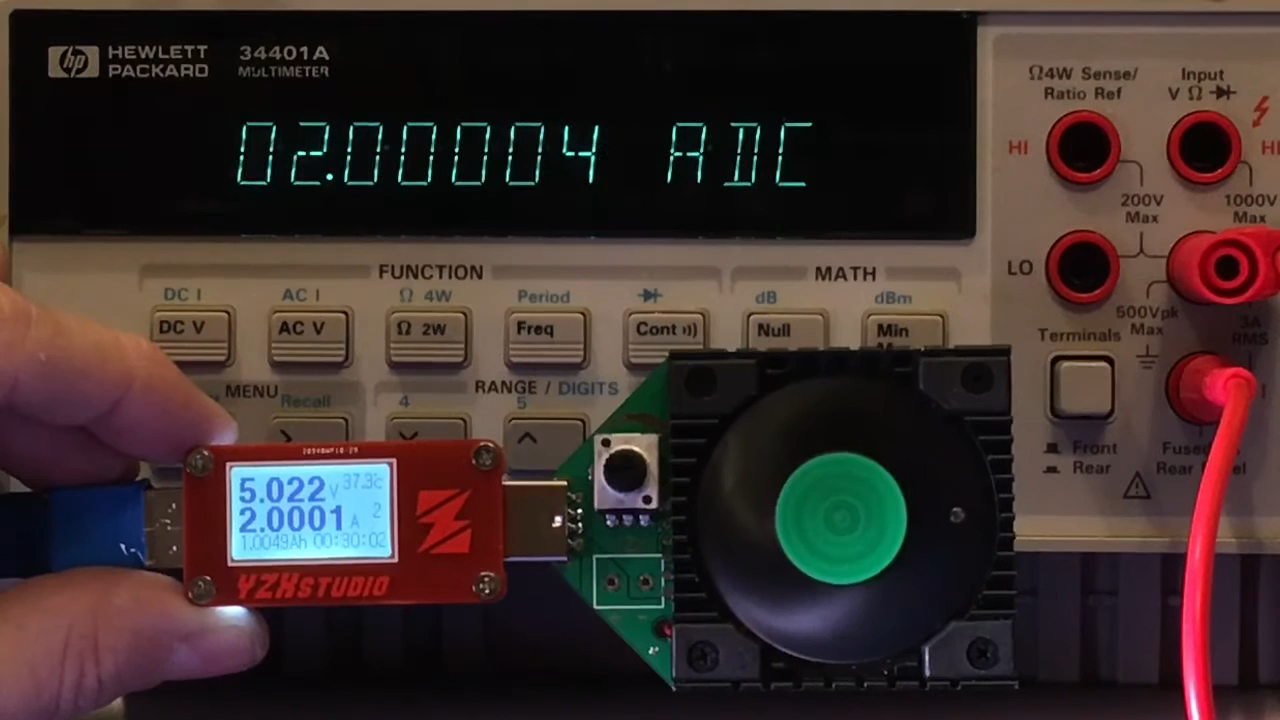 hp HEWLETT PACKARD 34401A MULTIMETER
02.00004 ADC
Ω4W Sense/ Ratio Ref
Input V Ω
HI
200V Max
1000V Max
LO
500Vpk Max
3A RMS
Terminals
Front
Rear
I
FUNCTION MATH
DC I AC I Ω 4W Period dB dBm
DC V AC V Ω 2W Freq Cont Null Min
MENU RANGE / DIGITS
Recall 4 5
> ∨ ∧
5.022 V 37.3c
2.0001 A 2
1.0049Ah 00:30:02
YZXSTUDIO